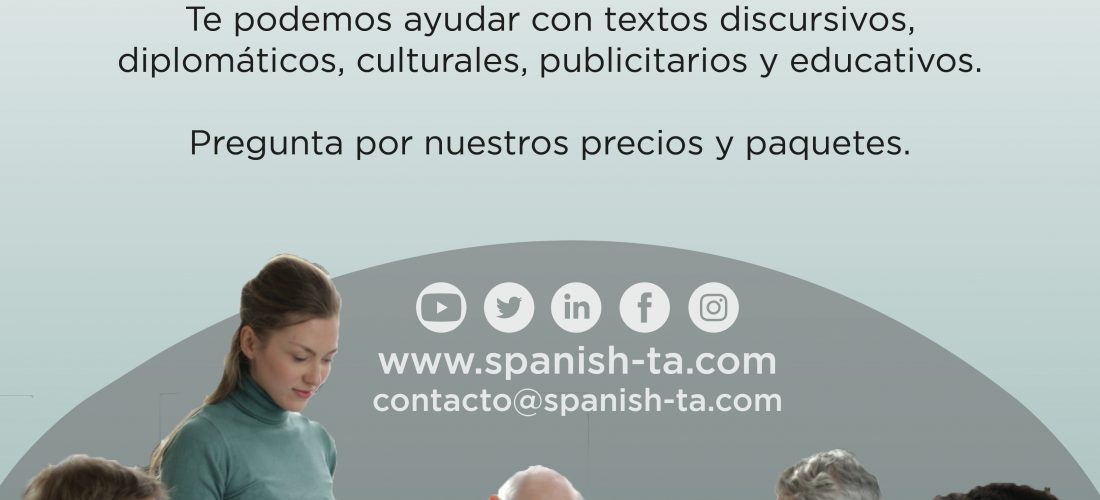 Te podemos ayudar con textos discursivos,
diplomáticos, culturales, publicitarios y educativos.
Pregunta por nuestros precios y paquetes.
www.spanish-ta.com
contacto@spanish-ta.com